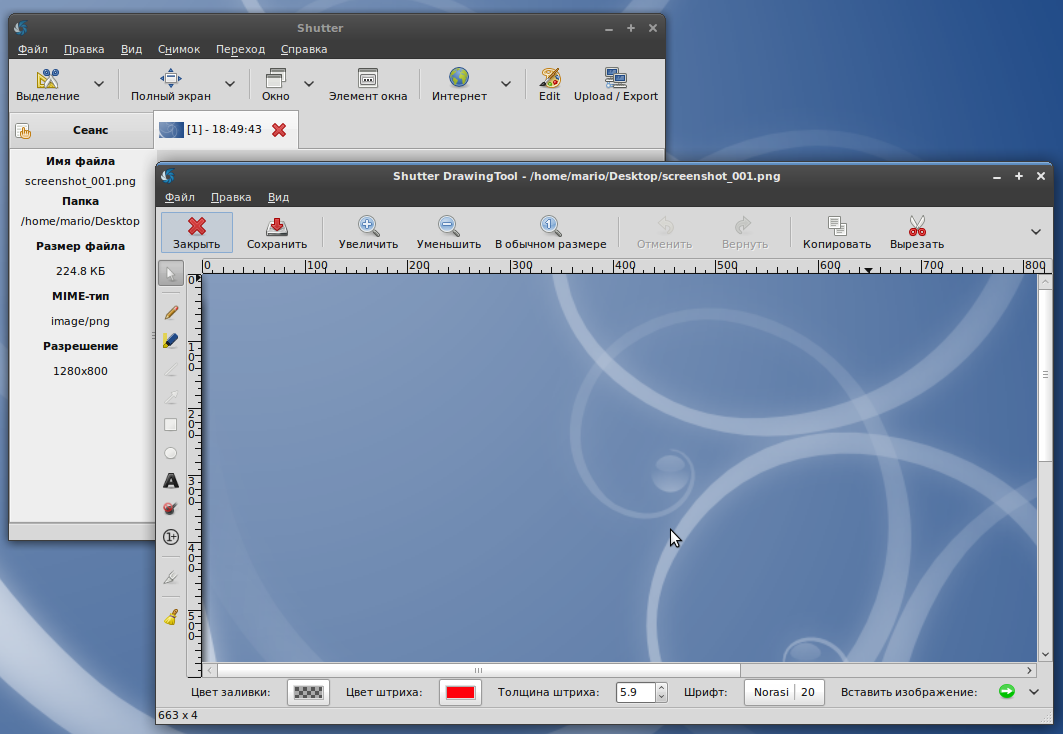 Shutter
Файл Правка Вид Снимок Переход Справка
Выделение Полный экран Окно Элемент окна Интернет Edit Upload / Export
Сеанс [1] - 18:49:43
Имя файла
screenshot_001.png
Папка
/home/mario/Desktop
Размер файла
224.8 КБ
MIME-тип
image/png
Разрешение
1280x800
Shutter DrawingTool - /home/mario/Desktop/screenshot_001.png
Файл Правка Вид
Закрыть Сохранить Увеличить Уменьшить В обычном размере Отменить Вернуть Копировать Вырезать
0 100 200 300 400 500 600 700 800
0
100
200
300
400
500
A
1+
Цвет заливки: Цвет штриха: Толщина штриха: 5.9 Шрифт: Norasi 20 Вставить изображение:
663 x 4